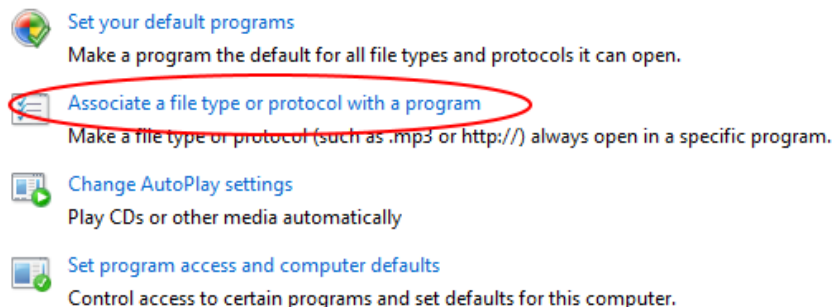 Set your default programs
Make a program the default for all file types and protocols it can open.
Associate a file type or protocol with a program
Make a file type or protocol (such as .mp3 or http://) always open in a specific program.
Change AutoPlay settings
Play CDs or other media automatically
Set program access and computer defaults
Control access to certain programs and set defaults for this computer.